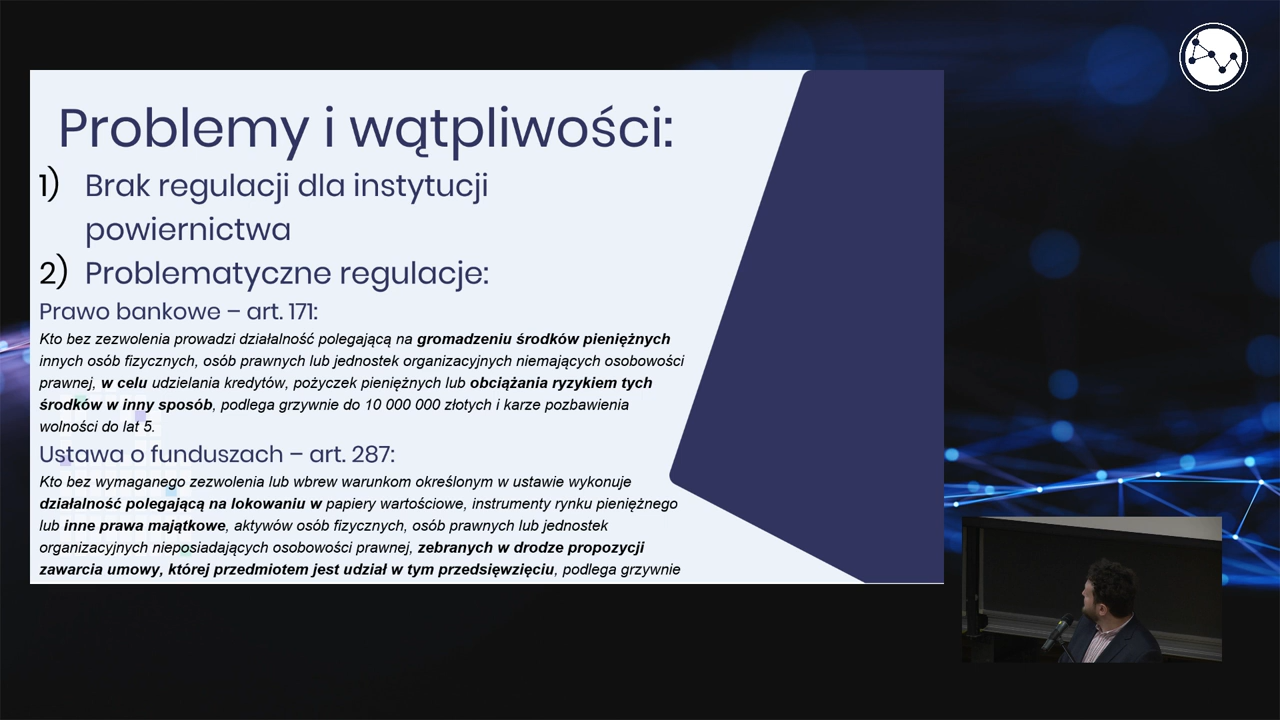 Problemy i wątpliwości:
1) Brak regulacji dla instytucji
powiernictwa
2) Problematyczne regulacje:
Prawo bankowe – art. 171:
Kto bez zezwolenia prowadzi działalność polegającą na gromadzeniu środków pieniężnych
innych osób fizycznych, osób prawnych lub jednostek organizacyjnych niemających osobowości
prawnej, w celu udzielania kredytów, pożyczek pieniężnych lub obciążania ryzykiem tych
środków w inny sposób, podlega grzywnie do 10 000 000 złotych i karze pozbawienia
wolności do lat 5.
Ustawa o funduszach – art. 287:
Kto bez wymaganego zezwolenia lub wbrew warunkom określonym w ustawie wykonuje
działalność polegającą na lokowaniu w papiery wartościowe, instrumenty rynku pieniężnego
lub inne prawa majątkowe, aktywów osób fizycznych, osób prawnych lub jednostek
organizacyjnych nieposiadających osobowości prawnej, zebranych w drodze propozycji
zawarcia umowy, której przedmiotem jest udział w tym przedsięwzięciu, podlega grzywnie